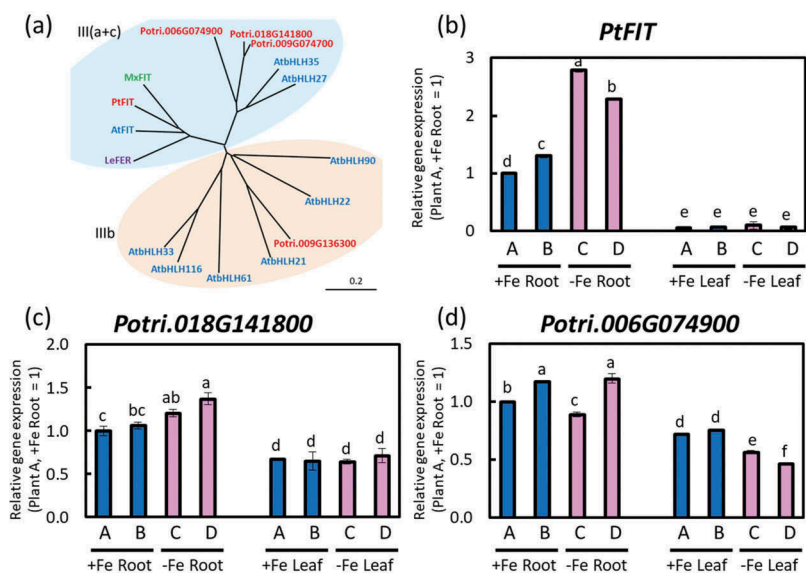 (a)
III(a+c)
Potri.006G074900
Potri.018G141800
Potri.009G074700
AtbHLH35
AtbHLH27
MxFIT
PtFIT
AtFIT
LeFER
AtbHLH90
AtbHLH22
IIIb
Potri.009G136300
AtbHLH33
AtbHLH116
AtbHLH61
AtbHLH21
0.2
(b)
PtFIT
Relative gene expression
(Plant A, +Fe Root = 1)
3
2
1
0
d c a b e e e e
A B C D A B C D
+Fe Root -Fe Root +Fe Leaf -Fe Leaf
(c)
Potri.018G141800
Relative gene expression
(Plant A, +Fe Root = 1)
2.0
1.5
1.0
0.5
0.0
c bc ab a d d d d
A B C D A B C D
+Fe Root -Fe Root +Fe Leaf -Fe Leaf
(d)
Potri.006G074900
Relative gene expression
(Plant A, +Fe Root = 1)
1.5
1.0
0.5
0.0
b a c a d d e f
A B C D A B C D
+Fe Root -Fe Root +Fe Leaf -Fe Leaf